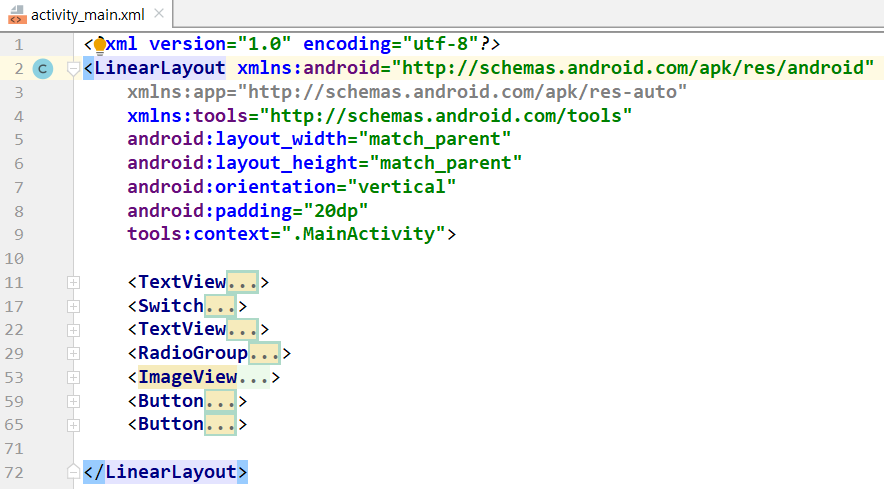 activity_main.xml
1 <?xml version="1.0" encoding="utf-8"?>
2 C <LinearLayout xmlns:android="http://schemas.android.com/apk/res/android"
3 xmlns:app="http://schemas.android.com/apk/res-auto"
4 xmlns:tools="http://schemas.android.com/tools"
5 android:layout_width="match_parent"
6 android:layout_height="match_parent"
7 android:orientation="vertical"
8 android:padding="20dp"
9 tools:context=".MainActivity">
10
11 <TextView...>
17 <Switch...>
22 <TextView...>
29 <RadioGroup...>
53 <ImageView...>
59 <Button...>
65 <Button...>
71
72 </LinearLayout>